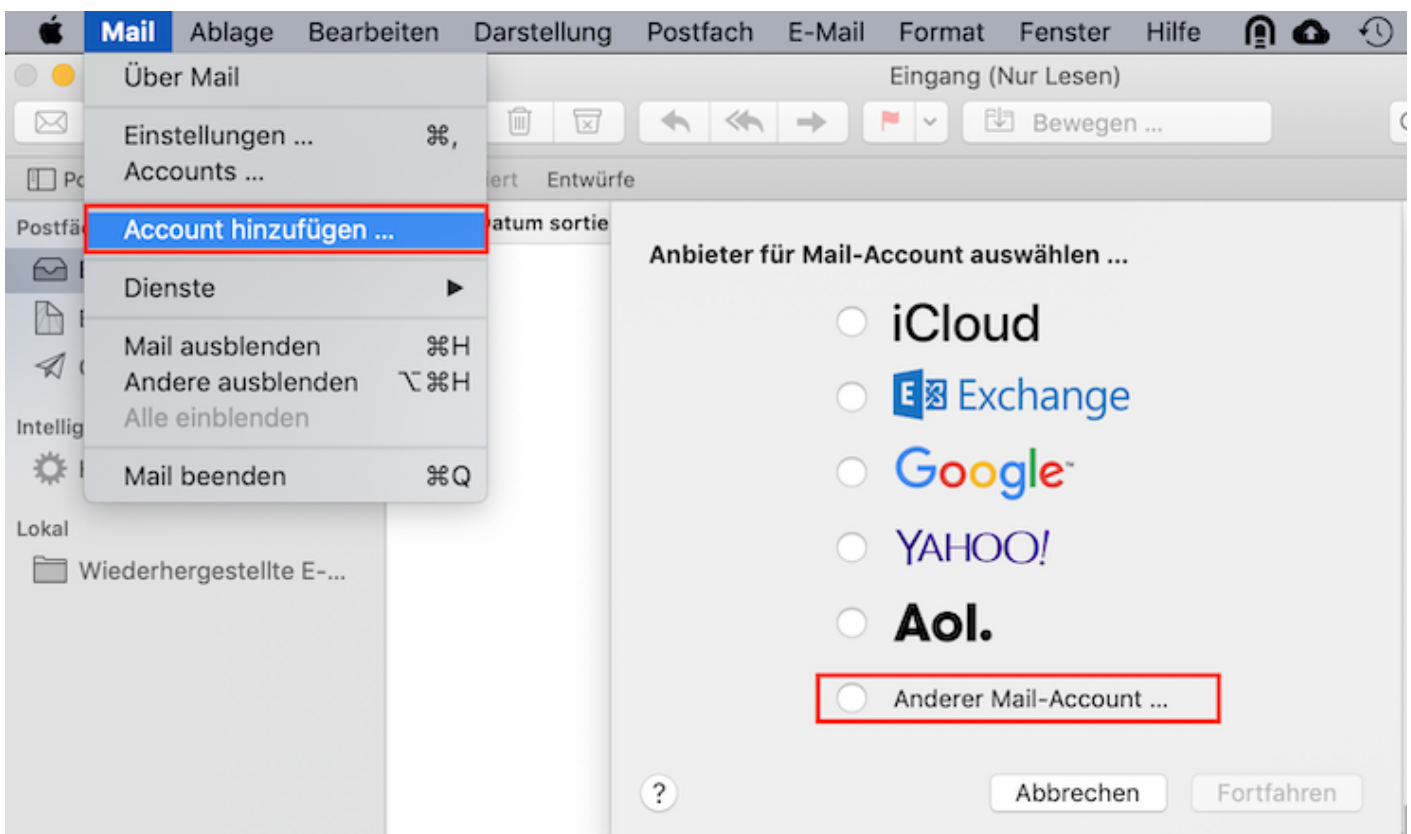 Mail Ablage Bearbeiten Darstellung Postfach E-Mail Format Fenster Hilfe
Über Mail
Einstellungen ... ⌘,
Accounts ...
Account hinzufügen ...
Dienste ▶
Mail ausblenden ⌘H
Andere ausblenden ⌥⌘H
Alle einblenden
Mail beenden ⌘Q
Eingang (Nur Lesen)
Bewegen ...
Entwürfe
Lokal
Wiederhergestellte E-...
Anbieter für Mail-Account auswählen ...
iCloud
Exchange
Google
YAHOO!
Aol.
Anderer Mail-Account ...
? Abbrechen Fortfahren